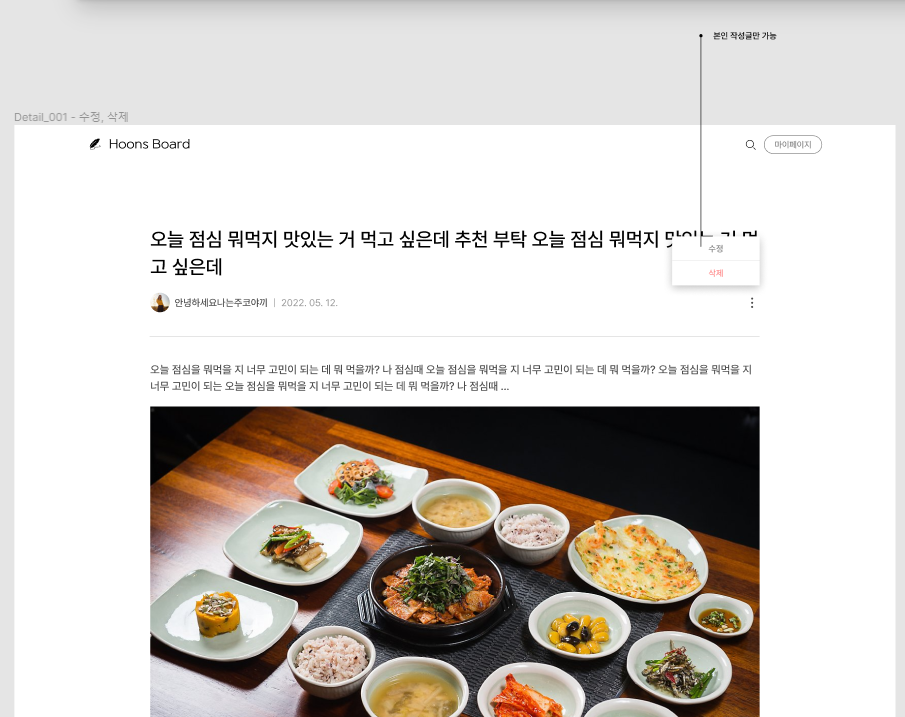 본인 작성글만 가능
Detail_001 - 수정, 삭제
Hoons Board
마이페이지
오늘 점심 뭐먹지 맛있는 거 먹고 싶은데 추천 부탁 오늘 점심 뭐먹지 맛있는 거 먹
고 싶은데
수정
삭제
안녕하세요나는주코야끼 | 2022. 05. 12.
오늘 점심을 뭐먹을 지 너무 고민이 되는 데 뭐 먹을까? 나 점심때 오늘 점심을 뭐먹을 지 너무 고민이 되는 데 뭐 먹을까? 오늘 점심을 뭐먹을 지
너무 고민이 되는 오늘 점심을 뭐먹을 지 너무 고민이 되는 데 뭐 먹을까? 나 점심때 ...